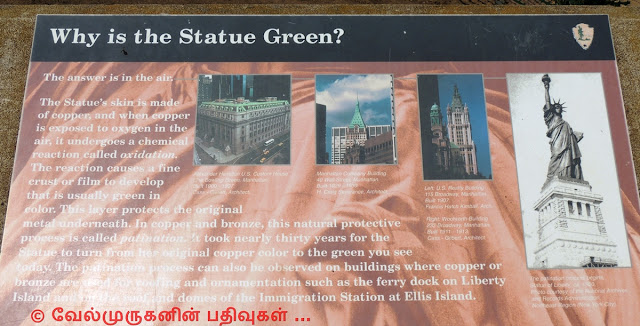 Why is the Statue Green?
The answer is in the air.
The Statue's skin is made
of copper, and when copper
is exposed to oxygen in the
air, it undergoes a chemical
reaction called oxidation.
The reaction causes a fine
crust or film to develop
that is usually green in
color. This layer protects the original
metal underneath. In copper and bronze, this natural protective
process is called patination. It took nearly thirty years for the
Statue to turn from her original copper color to the green you see
today. The patination process can also be observed on buildings where copper or
bronze are used for roofing and ornamentation such as the ferry dock on Liberty
Island and the roof and domes of the Immigration Station at Ellis Island.
© வேல்முருகனின் பதிவுகள் ...